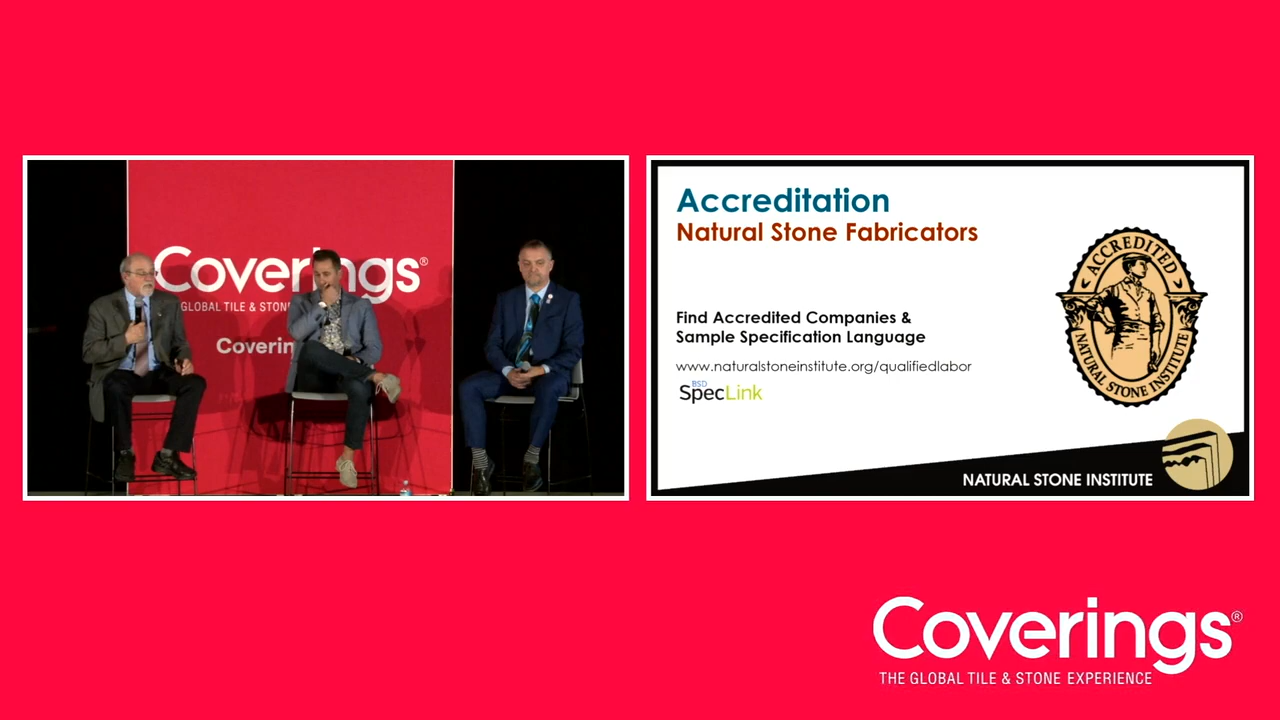 Coverings®
GLOBAL TILE & STONE
Coverin
Accreditation
Natural Stone Fabricators
Find Accredited Companies &
Sample Specification Language
www.naturalstoneinstitute.org/qualifiedlabor
BSD
SpecLink
ACCREDITED
NATURAL STONE INSTITUTE
NATURAL STONE INSTITUTE
Coverings®
THE GLOBAL TILE & STONE EXPERIENCE